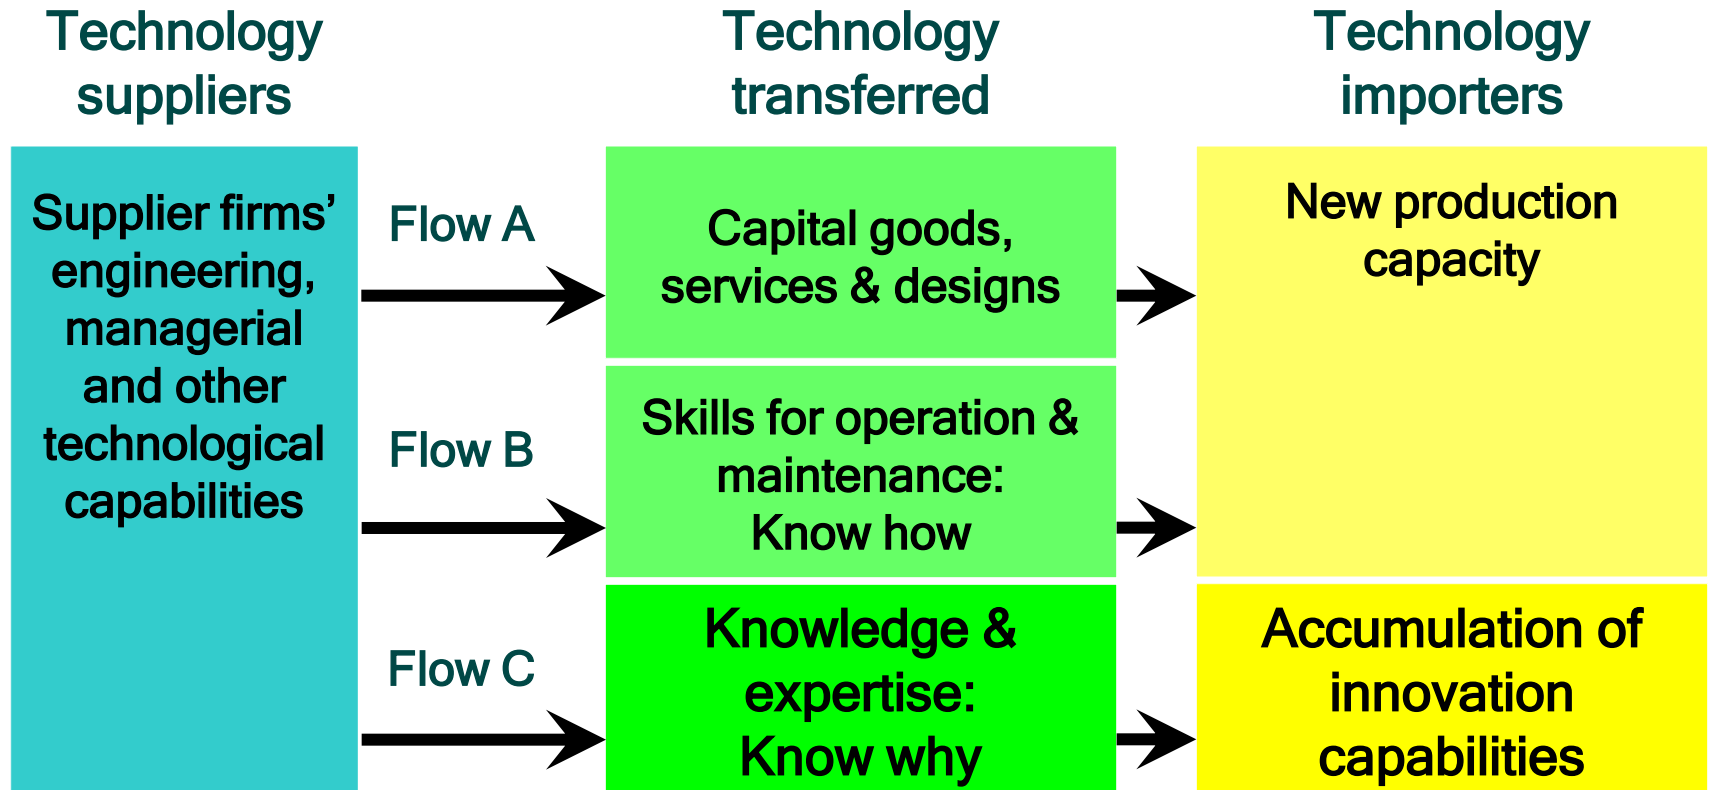 Technology
suppliers
Technology
transferred
Technology
importers
Supplier firms’
engineering,
managerial
and other
technological
capabilities
Flow A
Capital goods,
services & designs
New production
capacity
Flow B
Skills for operation &
maintenance:
Know how
Flow C
Knowledge &
expertise:
Know why
Accumulation of
innovation
capabilities